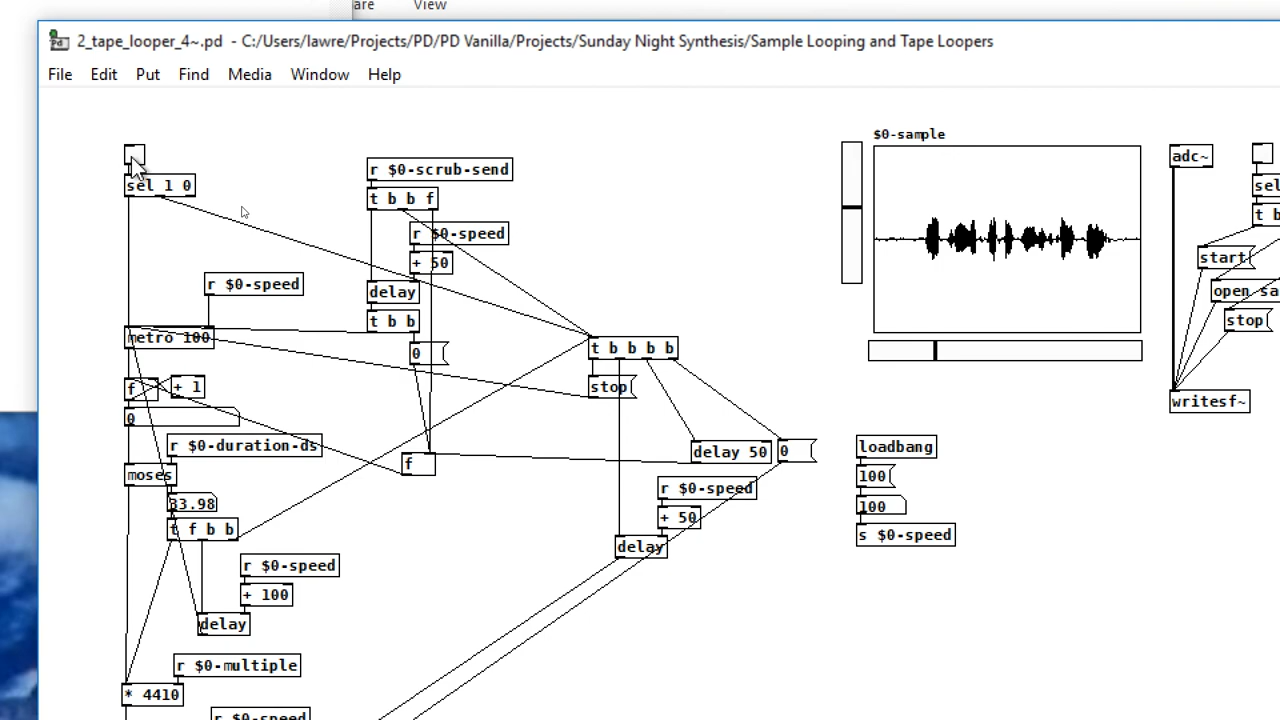 are View
2_tape_looper_4~.pd - C:/Users/lawre/Projects/PD/PD Vanilla/Projects/Sunday Night Synthesis/Sample Looping and Tape Loopers
File Edit Put Find Media Window Help
$0-sample
adc~
sel 1 0
r $0-scrub-send
t b b f
r $0-speed
+ 50
sel
t b
start
r $0-speed
delay
open sa
t b b
stop
metro 100
0
t b b b b
f
+ 1
stop
0
writesf~
r $0-duration-ds
delay 50
0
loadbang
f
moses
100
33.98
r $0-speed
100
t f b b
+ 50
s $0-speed
delay
r $0-speed
+ 100
delay
r $0-multiple
* 4410
r $0-speed